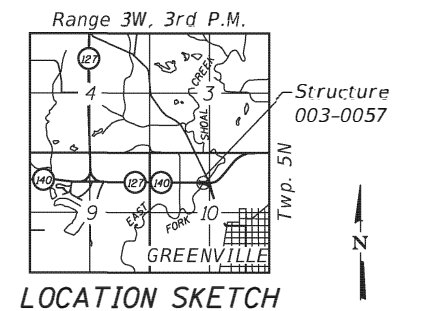 Range 3W, 3rd P.M.
127
4
3
SHOAL CREEK
Structure
003-0057
Twp. 5N
140
127
140
9
10
EAST FORK
GREENVILLE
N
LOCATION SKETCH